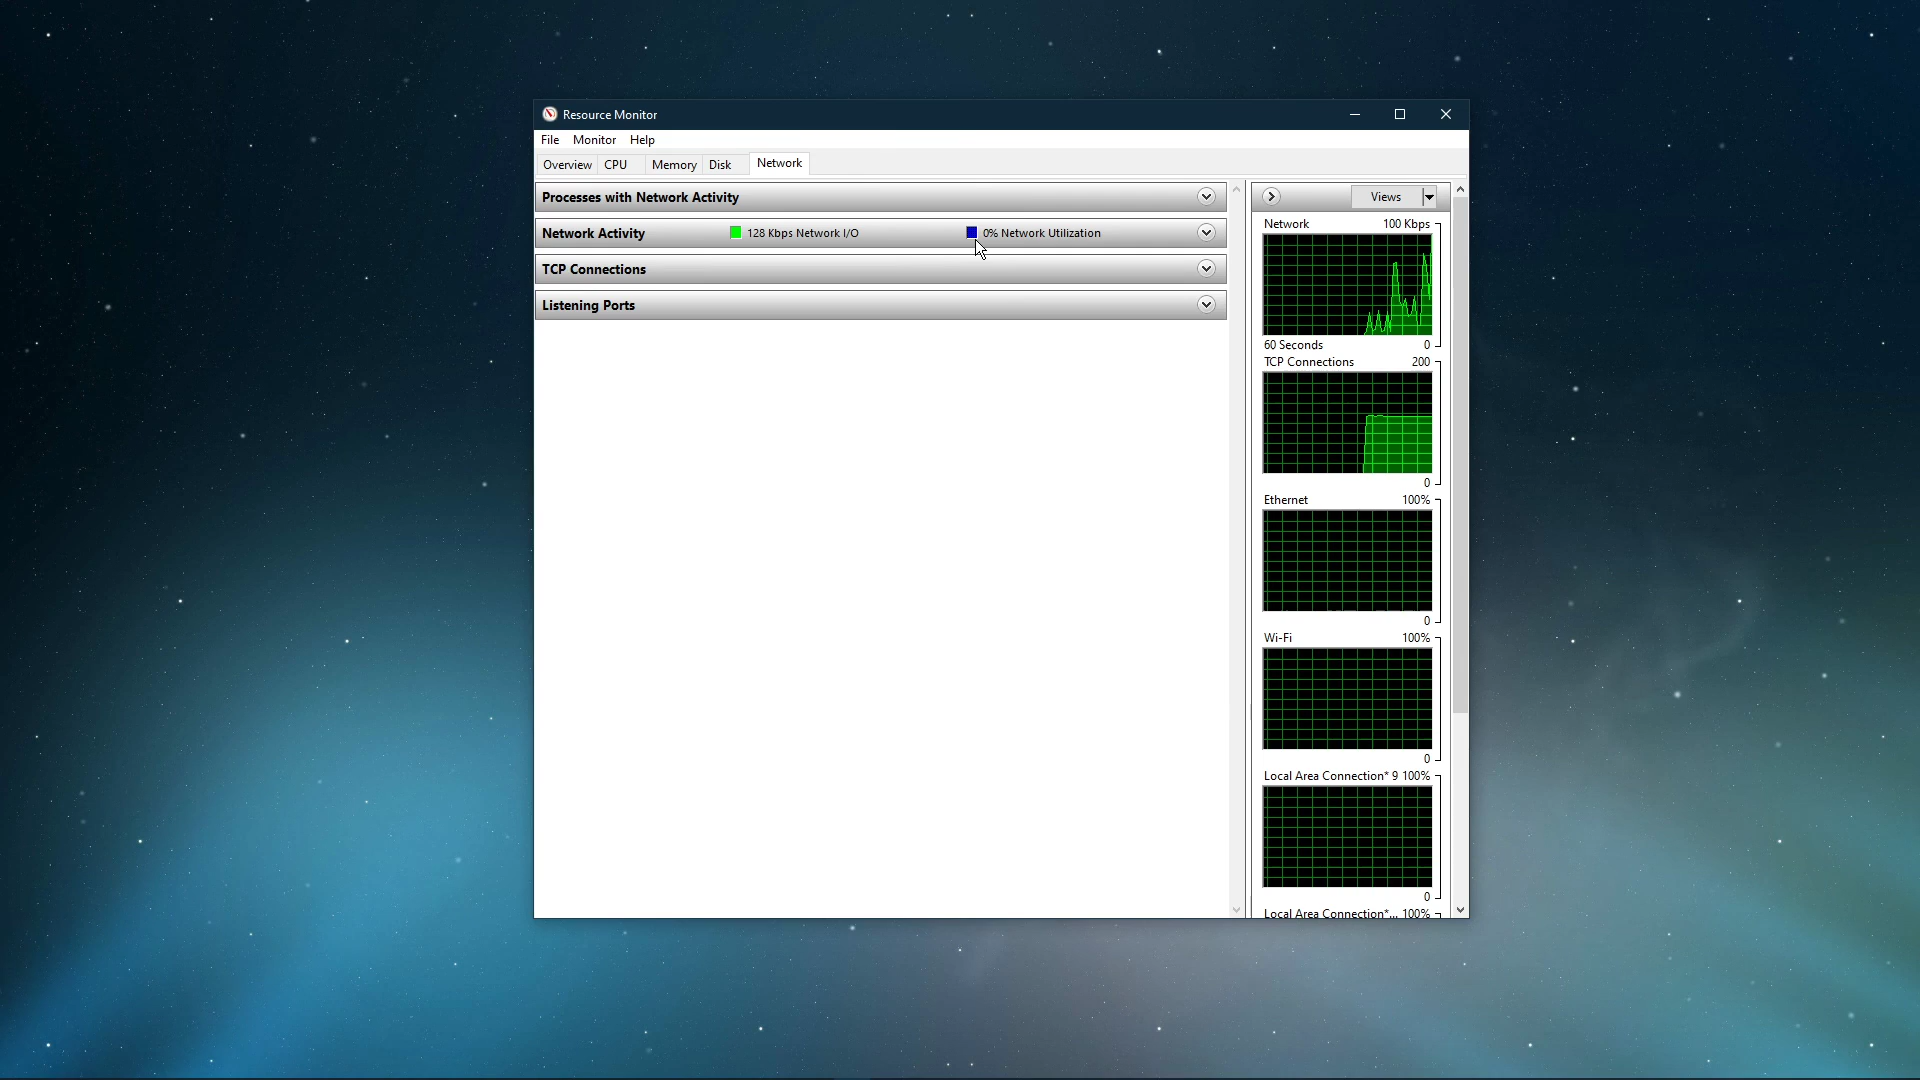 Resource Monitor
File Monitor Help
Overview CPU Memory Disk Network
Processes with Network Activity
Network Activity 128 Kbps Network I/O 0% Network Utilization
TCP Connections
Listening Ports
Views
Network 100 Kbps
60 Seconds 0
TCP Connections 200
0
Ethernet 100%
0
Wi-Fi 100%
0
Local Area Connection* 9 100%
0
Local Area Connection*... 100%